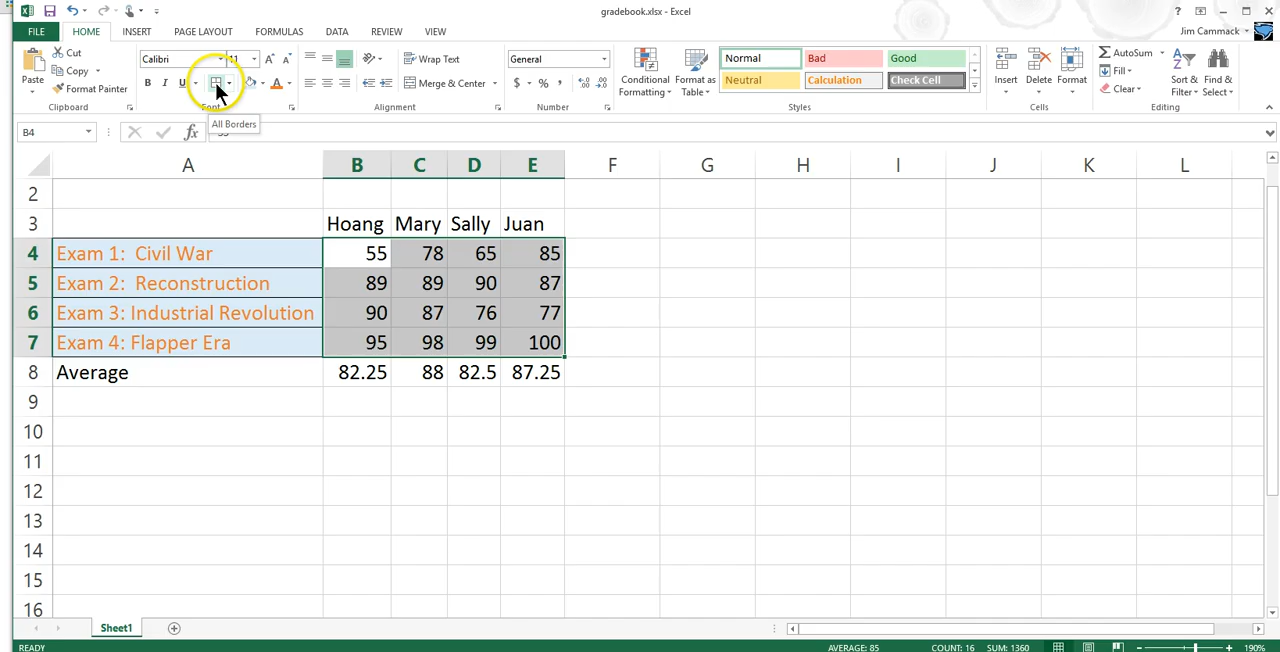 gradebook.xlsx - Excel
FILE HOME INSERT PAGE LAYOUT FORMULAS DATA REVIEW VIEW Jim Cammack
Paste
Cut
Copy
Format Painter
Clipboard
Calibri 11
B I U
Font
Wrap Text
Merge & Center
Alignment
General
$ % ,
Number
Conditional Formatting
Format as Table
Normal Bad Good
Neutral Calculation Check Cell
Styles
Insert Delete Format
Cells
AutoSum
Fill
Clear
Sort & Filter
Find & Select
Editing
All Borders
B4 fx
A B C D E F G H I J K L
2
3 Hoang Mary Sally Juan
4 Exam 1: Civil War 55 78 65 85
5 Exam 2: Reconstruction 89 89 90 87
6 Exam 3: Industrial Revolution 90 87 76 77
7 Exam 4: Flapper Era 95 98 99 100
8 Average 82.25 88 82.5 87.25
9
10
11
12
13
14
15
16
Sheet1
READY AVERAGE: 85 COUNT: 16 SUM: 1360 190%